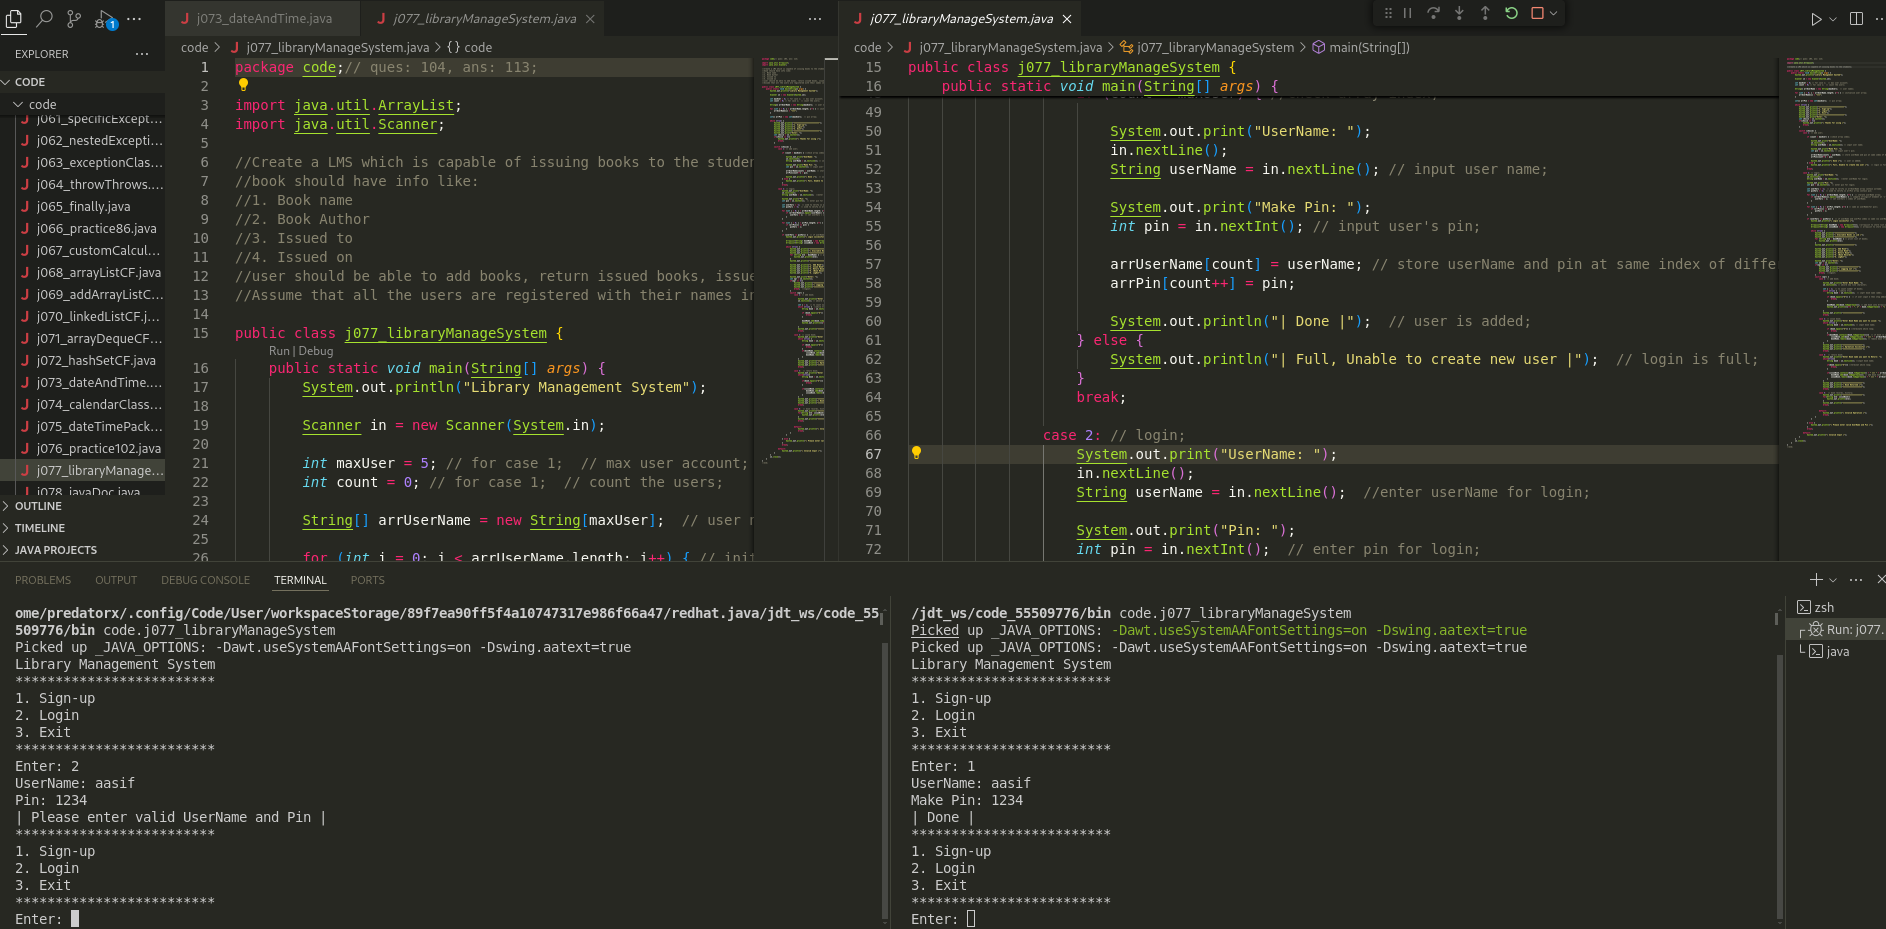 j073_dateAndTime.java
j077_libraryManageSystem.java
j077_libraryManageSystem.java
EXPLORER
CODE
code
j061_specificExcept...
j062_nestedExcepti...
j063_exceptionClas...
j064_throwThrows....
j065_finally.java
j066_practice86.java
j067_customCalcul...
j068_arrayListCF.java
j069_addArrayListC...
j070_linkedListCF.j...
j071_arrayDequeCF...
j072_hashSetCF.java
j073_dateAndTime....
j074_calendarClass...
j075_dateTimePack...
j076_practice102.java
j077_libraryManage...
j078_javaDoc.java
OUTLINE
TIMELINE
JAVA PROJECTS
code > j077_libraryManageSystem.java > {} code
1 package code;// ques: 104, ans: 113;
2
3 import java.util.ArrayList;
4 import java.util.Scanner;
5
6 //Create a LMS which is capable of issuing books to the studen
7 //book should have info like:
8 //1. Book name
9 //2. Book Author
10 //3. Issued to
11 //4. Issued on
12 //user should be able to add books, return issued books, issue
13 //Assume that all the users are registered with their names in
14
15 public class j077_libraryManageSystem {
Run | Debug
16 public static void main(String[] args) {
17 System.out.println("Library Management System");
18
19 Scanner in = new Scanner(System.in);
20
21 int maxUser = 5; // for case 1; // max user account;
22 int count = 0; // for case 1; // count the users;
23
24 String[] arrUserName = new String[maxUser]; // user n
25
26 for (int i = 0; i < arrUserName.length; i++) { // init
code > j077_libraryManageSystem.java > j077_libraryManageSystem > main(String[])
15 public class j077_libraryManageSystem {
16 public static void main(String[] args) {
49
50 System.out.print("UserName: ");
51 in.nextLine();
52 String userName = in.nextLine(); // input user name;
53
54 System.out.print("Make Pin: ");
55 int pin = in.nextInt(); // input user's pin;
56
57 arrUserName[count] = userName; // store userName and pin at same index of diffe
58 arrPin[count++] = pin;
59
60 System.out.println("| Done |"); // user is added;
61 } else {
62 System.out.println("| Full, Unable to create new user |"); // login is full;
63 }
64 break;
65
66 case 2: // login;
67 System.out.print("UserName: ");
68 in.nextLine();
69 String userName = in.nextLine(); //enter userName for login;
70
71 System.out.print("Pin: ");
72 int pin = in.nextInt(); // enter pin for login;
PROBLEMS OUTPUT DEBUG CONSOLE TERMINAL PORTS
ome/predatorx/.config/Code/User/workspaceStorage/89f7ea90ff5f4a10747317e986f66a47/redhat.java/jdt_ws/code_55
509776/bin code.j077_libraryManageSystem
Picked up _JAVA_OPTIONS: -Dawt.useSystemAAFontSettings=on -Dswing.aatext=true
Library Management System
*************************
1. Sign-up
2. Login
3. Exit
*************************
Enter: 2
UserName: aasif
Pin: 1234
| Please enter valid UserName and Pin |
*************************
1. Sign-up
2. Login
3. Exit
*************************
Enter:
/jdt_ws/code_55509776/bin code.j077_libraryManageSystem
Picked up _JAVA_OPTIONS: -Dawt.useSystemAAFontSettings=on -Dswing.aatext=true
Picked up _JAVA_OPTIONS: -Dawt.useSystemAAFontSettings=on -Dswing.aatext=true
Library Management System
*************************
1. Sign-up
2. Login
3. Exit
*************************
Enter: 1
UserName: aasif
Make Pin: 1234
| Done |
*************************
1. Sign-up
2. Login
3. Exit
*************************
Enter:
zsh
Run: j077.
java